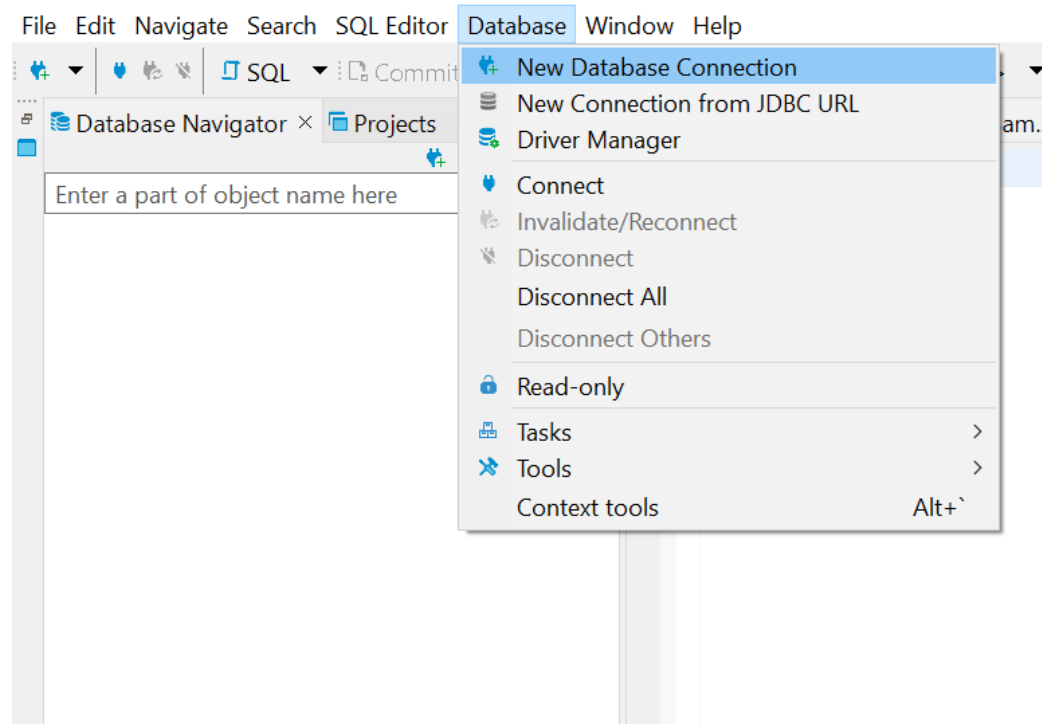 File Edit Navigate Search SQL Editor Database Window Help
SQL Commit
New Database Connection
New Connection from JDBC URL
Database Navigator × Projects
am...
Driver Manager
Enter a part of object name here
Connect
Invalidate/Reconnect
Disconnect
Disconnect All
Disconnect Others
Read-only
Tasks
Tools
Context tools Alt+`